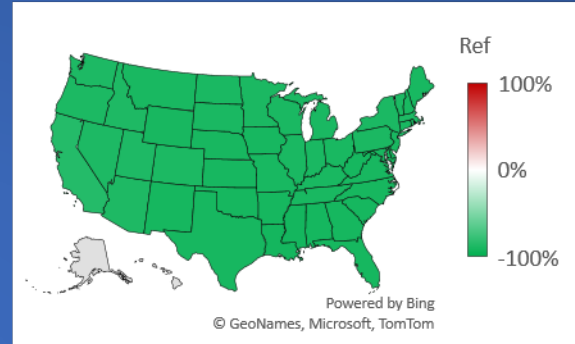 Ref
100%
0%
-100%
Powered by Bing
© GeoNames, Microsoft, TomTom